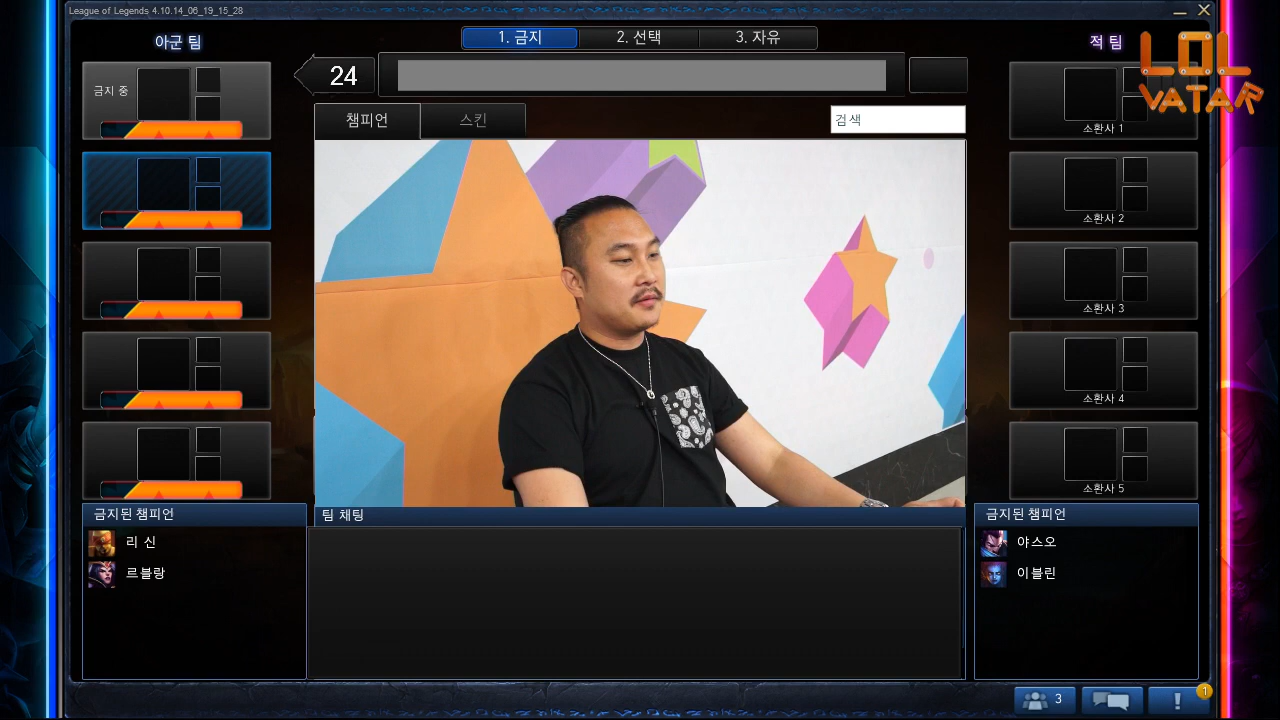 League of Legends 4.10.14_06_19_15_28
아군 팀
1. 금지
2. 선택
3. 자유
적 팀
LOL
VATAR
24
금지 중
챔피언
스킨
검색
소환사 1
소환사 2
소환사 3
소환사 4
소환사 5
금지된 챔피언
팀 채팅
금지된 챔피언
리 신
르블랑
야스오
이블린
3
1